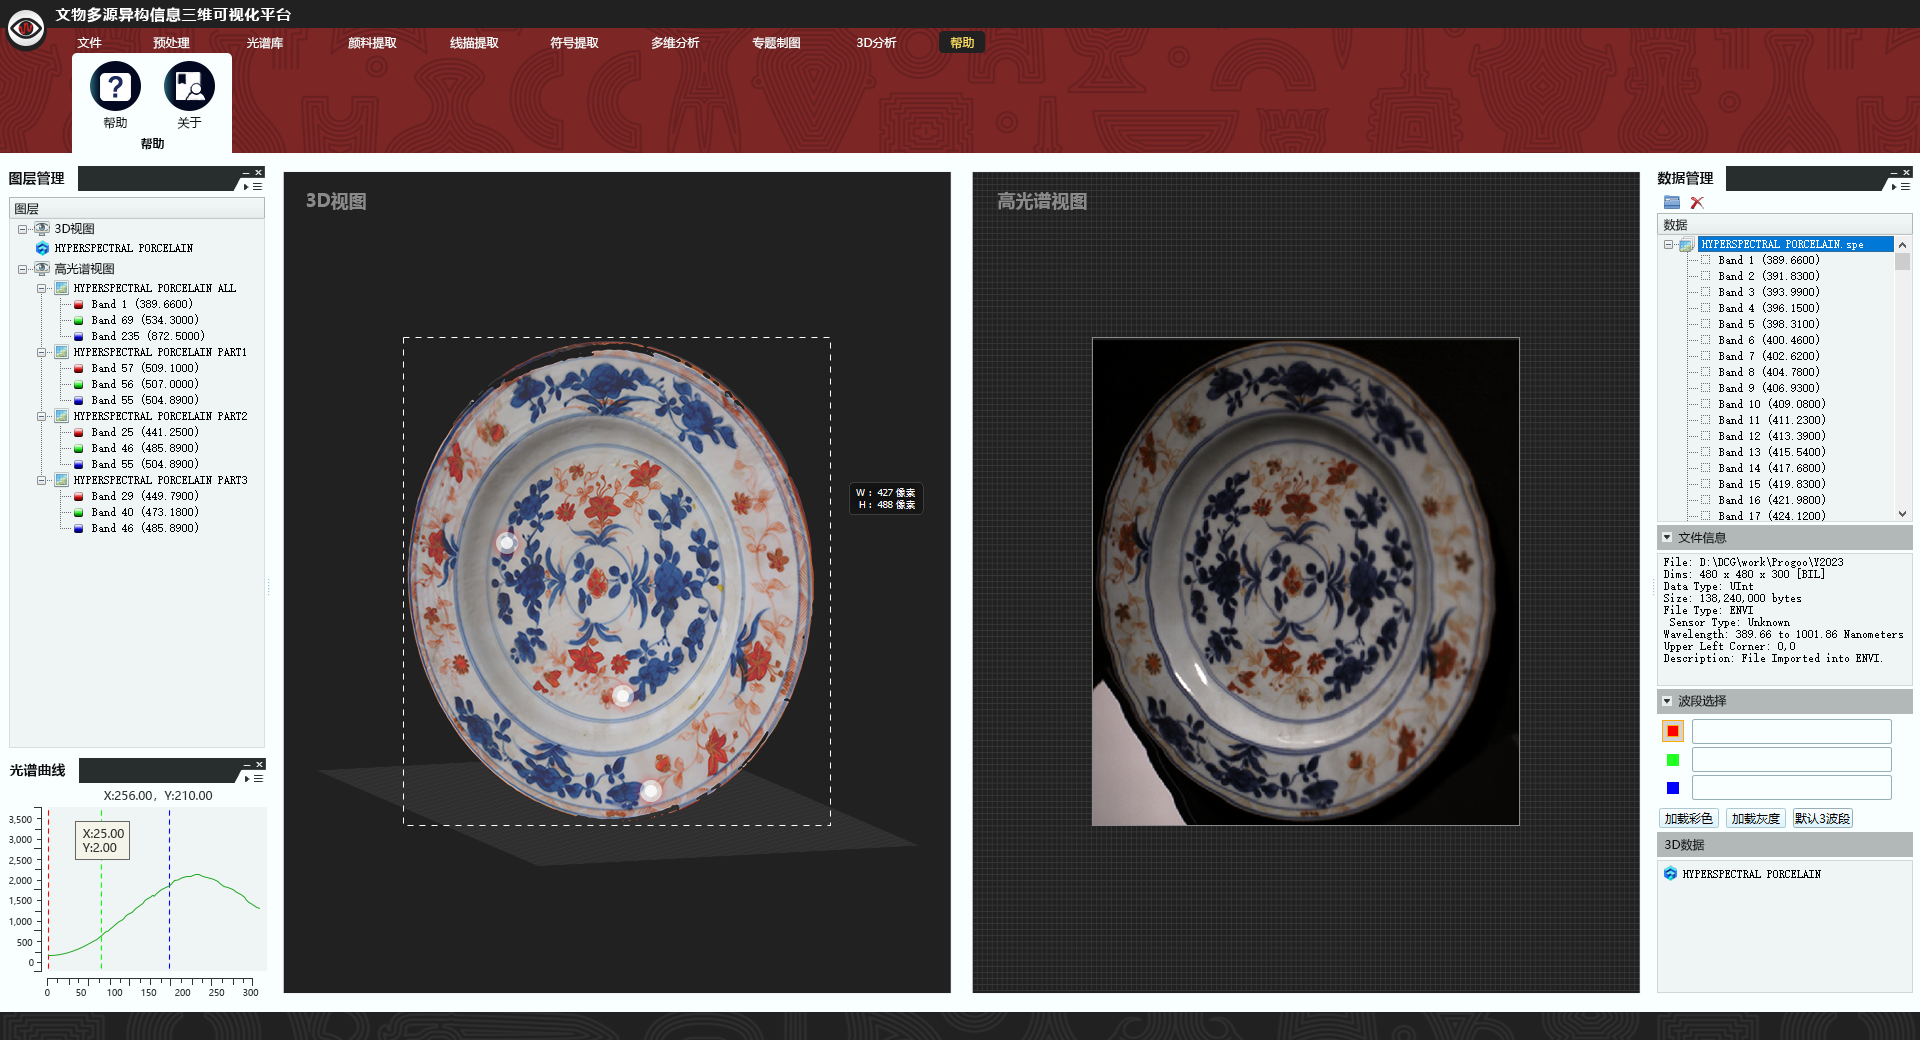 文物多源异构信息三维可视化平台
文件 预处理 光谱库 颜料提取 线描提取 符号提取 多维分析 专题制图 3D分析 帮助
帮助 关于
帮助
图层管理
图层
3D视图
HYPERSPECTRAL PORCELAIN
高光谱视图
HYPERSPECTRAL PORCELAIN ALL
Band 1 (389.6600)
Band 69 (534.3000)
Band 235 (872.5000)
HYPERSPECTRAL PORCELAIN PART1
Band 57 (509.1000)
Band 56 (507.0000)
Band 55 (504.8900)
HYPERSPECTRAL PORCELAIN PART2
Band 25 (441.2500)
Band 46 (485.8900)
Band 55 (504.8900)
HYPERSPECTRAL PORCELAIN PART3
Band 29 (449.7900)
Band 40 (473.1800)
Band 46 (485.8900)
光谱曲线
X:256.00, Y:210.00
X:25.00
Y:2.00
3,500
3,000
2,500
2,000
1,500
1,000
500
0
0 50 100 150 200 250 300
3D视图
W : 427 像素
H : 488 像素
高光谱视图
数据管理
数据
HYPERSPECTRAL PORCELAIN.spe
Band 1 (389.6600)
Band 2 (391.8300)
Band 3 (393.9900)
Band 4 (396.1500)
Band 5 (398.3100)
Band 6 (400.4600)
Band 7 (402.6200)
Band 8 (404.7800)
Band 9 (406.9300)
Band 10 (409.0800)
Band 11 (411.2300)
Band 12 (413.3900)
Band 13 (415.5400)
Band 14 (417.6800)
Band 15 (419.8300)
Band 16 (421.9800)
Band 17 (424.1200)
文件信息
File: D:\DCG\work\Progoo\Y2023
Dims: 480 x 480 x 300 [BIL]
Data Type: UInt
Size: 138,240,000 bytes
File Type: ENVI
Sensor Type: Unknown
Wavelength: 389.66 to 1001.86 Nanometers
Upper Left Corner: 0,0
Description: File Imported into ENVI.
波段选择
加载彩色 加载灰度 默认3波段
3D数据
HYPERSPECTRAL PORCELAIN